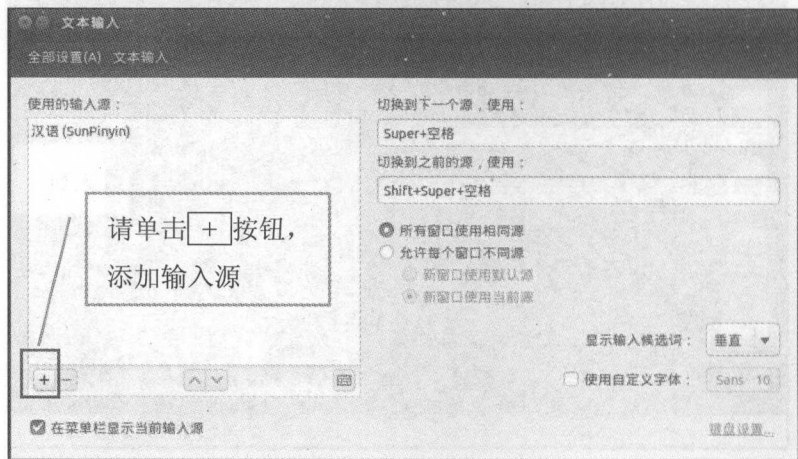 文本输入
全部设置(A) 文本输入
使用的输入源：
汉语 (SunPinyin)
请单击 + 按钮，
添加输入源
+ −
切换到下一个源，使用：
Super+空格
切换到之前的源，使用：
Shift+Super+空格
所有窗口使用相同源
允许每个窗口不同源
新窗口使用默认源
新窗口使用当前源
显示输入候选词： 垂直
使用自定义字体： Sans 10
在菜单栏显示当前输入源
键盘设置...